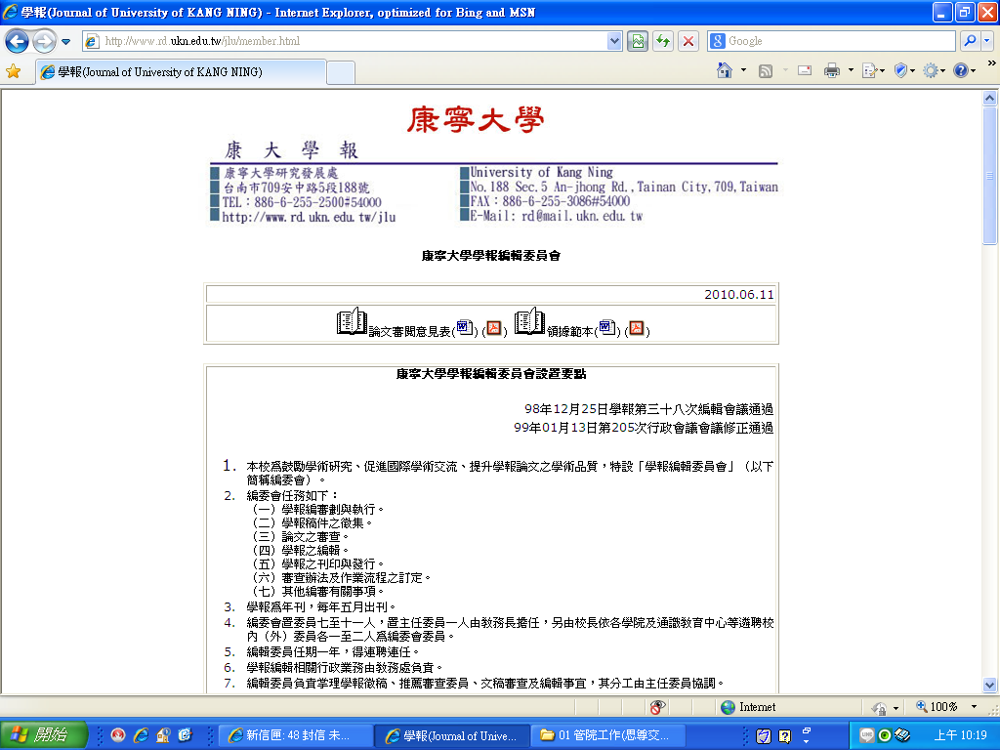 學報(Journal of University of KANG NING) - Internet Explorer, optimized for Bing and MSN
http://www.rd.ukn.edu.tw/jlu/member.html
Google
學報(Journal of University of KANG NING)
康寧大學
康 大 學 報
康寧大學研究發展處
University of Kang Ning
台南市709安中路5段188號
No.188 Sec.5 An-jhong Rd.,Tainan City,709,Taiwan
TEL：886-6-255-2500#54000
FAX：886-6-255-3086#54000
http://www.rd.ukn.edu.tw/jlu
E-Mail: rd@mail.ukn.edu.tw
康寧大學學報編輯委員會
2010.06.11
論文審閱意見表( ) ( ) 領據範本( ) ( )
康寧大學學報編輯委員會設置要點
98年12月25日學報第三十八次編輯會議通過
99年01月13日第205次行政會議會議修正通過
1. 本校為鼓勵學術研究、促進國際學術交流、提升學報論文之學術品質，特設「學報編輯委員會」（以下
簡稱編委會）。
2. 編委會任務如下：
（一）學報編審劃與執行。
（二）學報稿件之徵集。
（三）論文之審查。
（四）學報之編輯。
（五）學報之刊印與發行。
（六）審查辦法及作業流程之訂定。
（七）其他編審有關事項。
3. 學報為年刊，每年五月出刊。
4. 編委會置委員七至十一人，置主任委員一人由教務長擔任，另由校長依各學院及通識教育中心等遴聘校
內（外）委員各一至二人為編委會委員。
5. 編輯委員任期一年，得連聘連任。
6. 學報編輯相關行政業務由教務處負責。
7. 編輯委員負責掌理學報徵稿、推薦審查委員、交稿審查及編輯事宜，其分工由主任委員協調。
Internet
100%
開始
新信匣: 48 封信 未...
學報(Journal of Unive...
01 管院工作(恩尊交...
上午 10:19